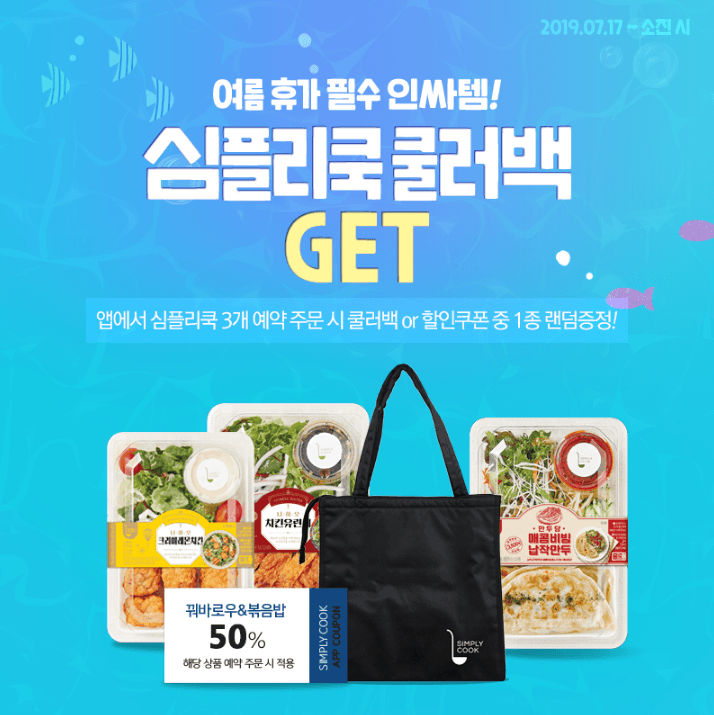 2019.07.17 ~ 소진 시
여름 휴가 필수 인싸템!
심플리쿡 쿨러백
GET
앱에서 심플리쿡 3개 예약 주문 시 쿨러백 or 할인쿠폰 중 1종 랜덤증정!
크리미레몬치킨
치킨유린
만두당
매콤비빔
납작만두
꿔바로우&볶음밥
50%
해당 상품 예약 주문 시 적용
SIMPLY COOK
APP COUPON
SIMPLY
COOK